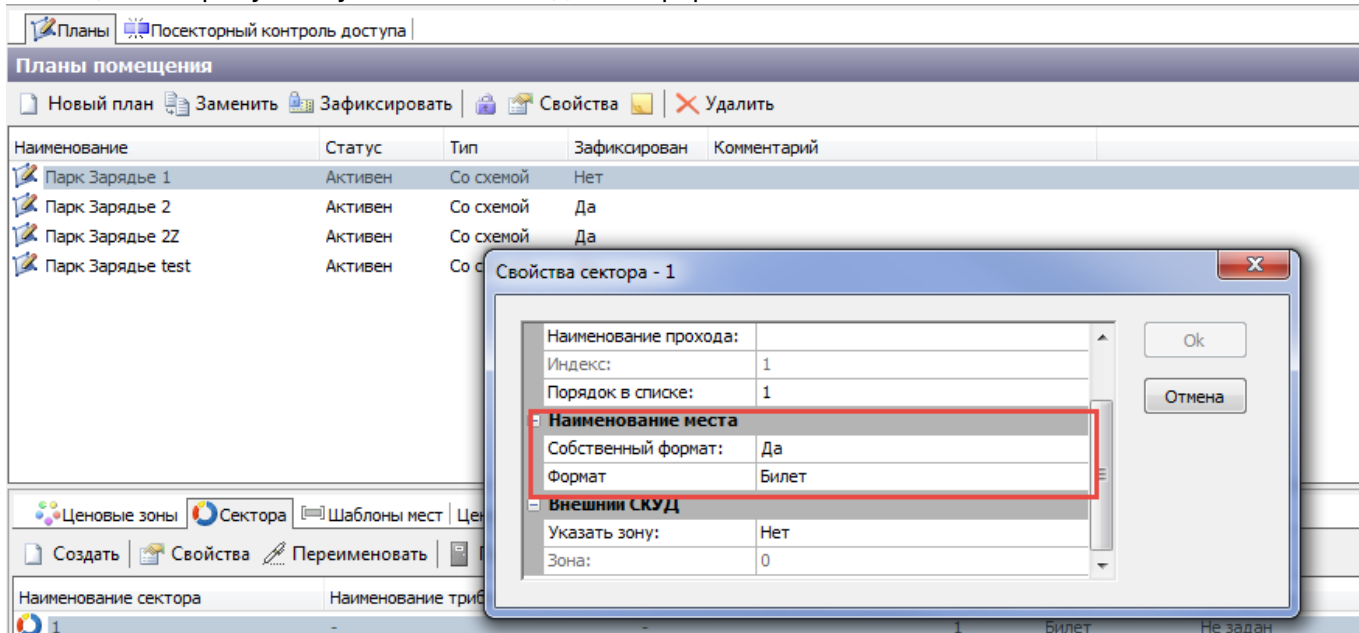 Планы Посекторный контроль доступа
Планы помещения
Новый план Заменить Зафиксировать Свойства Удалить
Наименование Статус Тип Зафиксирован Комментарий
Парк Зарядье 1 Активен Со схемой Нет
Парк Зарядье 2 Активен Со схемой Да
Парк Зарядье 2Z Активен Со схемой Да
Парк Зарядье test Активен Со с
Свойства сектора - 1
Наименование прохода:
Ok
Индекс: 1
Порядок в списке: 1
Отмена
Наименование места
Собственный формат: Да
Формат Билет
Внешний СКУД
Указать зону: Нет
Зона: 0
Ценовые зоны Сектора Шаблоны мест Цен
Создать Свойства Переименовать
Наименование сектора Наименование триб
1 - - 1 Билет Не задан